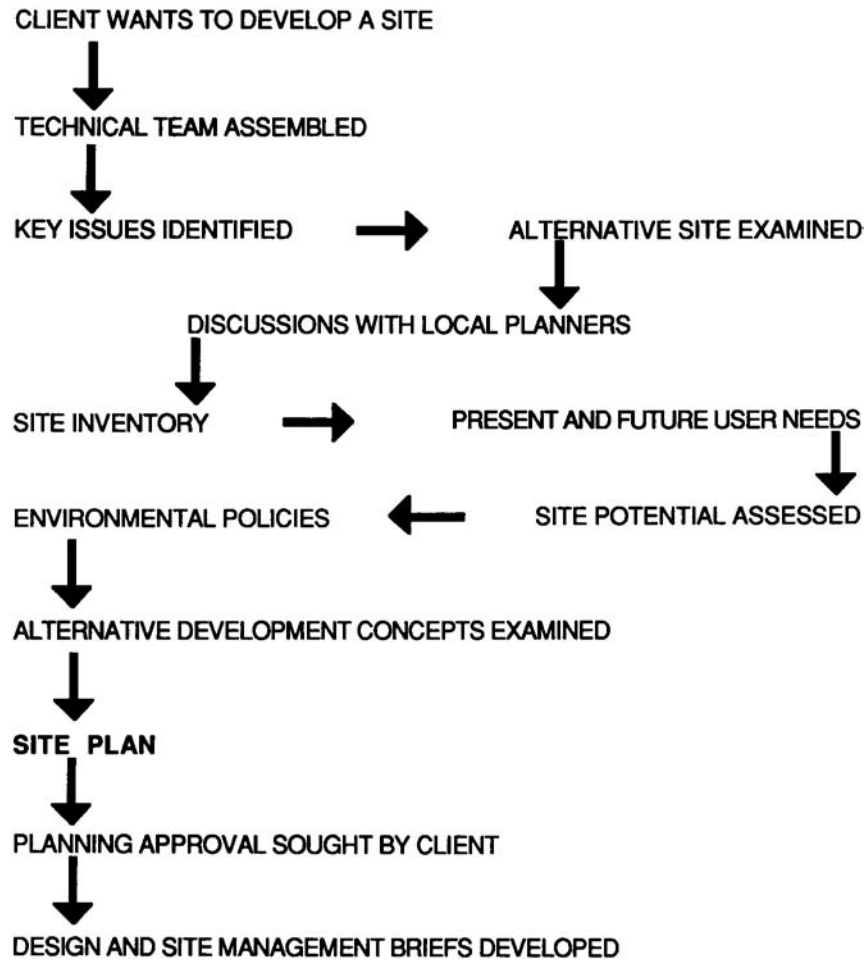 CLIENT WANTS TO DEVELOP A SITE
TECHNICAL TEAM ASSEMBLED
KEY ISSUES IDENTIFIED
ALTERNATIVE SITE EXAMINED
DISCUSSIONS WITH LOCAL PLANNERS
SITE INVENTORY
PRESENT AND FUTURE USER NEEDS
SITE POTENTIAL ASSESSED
ENVIRONMENTAL POLICIES
ALTERNATIVE DEVELOPMENT CONCEPTS EXAMINED
SITE PLAN
PLANNING APPROVAL SOUGHT BY CLIENT
DESIGN AND SITE MANAGEMENT BRIEFS DEVELOPED